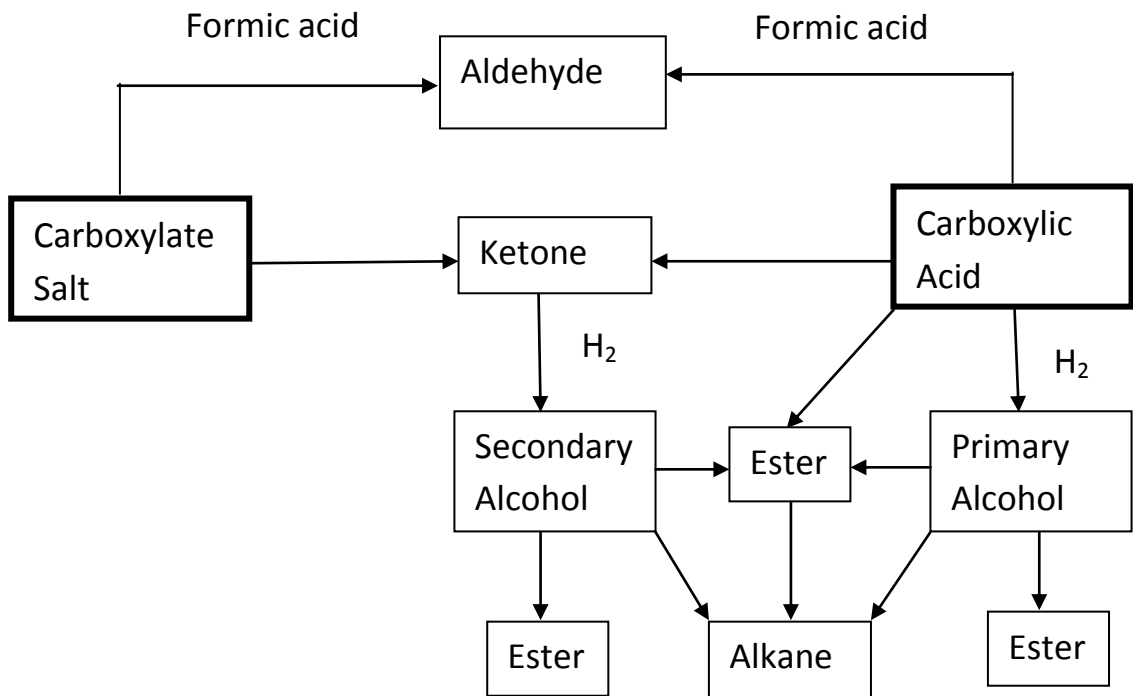 Formic acid
Formic acid
Aldehyde
Carboxylate
Salt
Ketone
Carboxylic
Acid
H₂
H₂
Secondary
Alcohol
Ester
Primary
Alcohol
Ester
Alkane
Ester